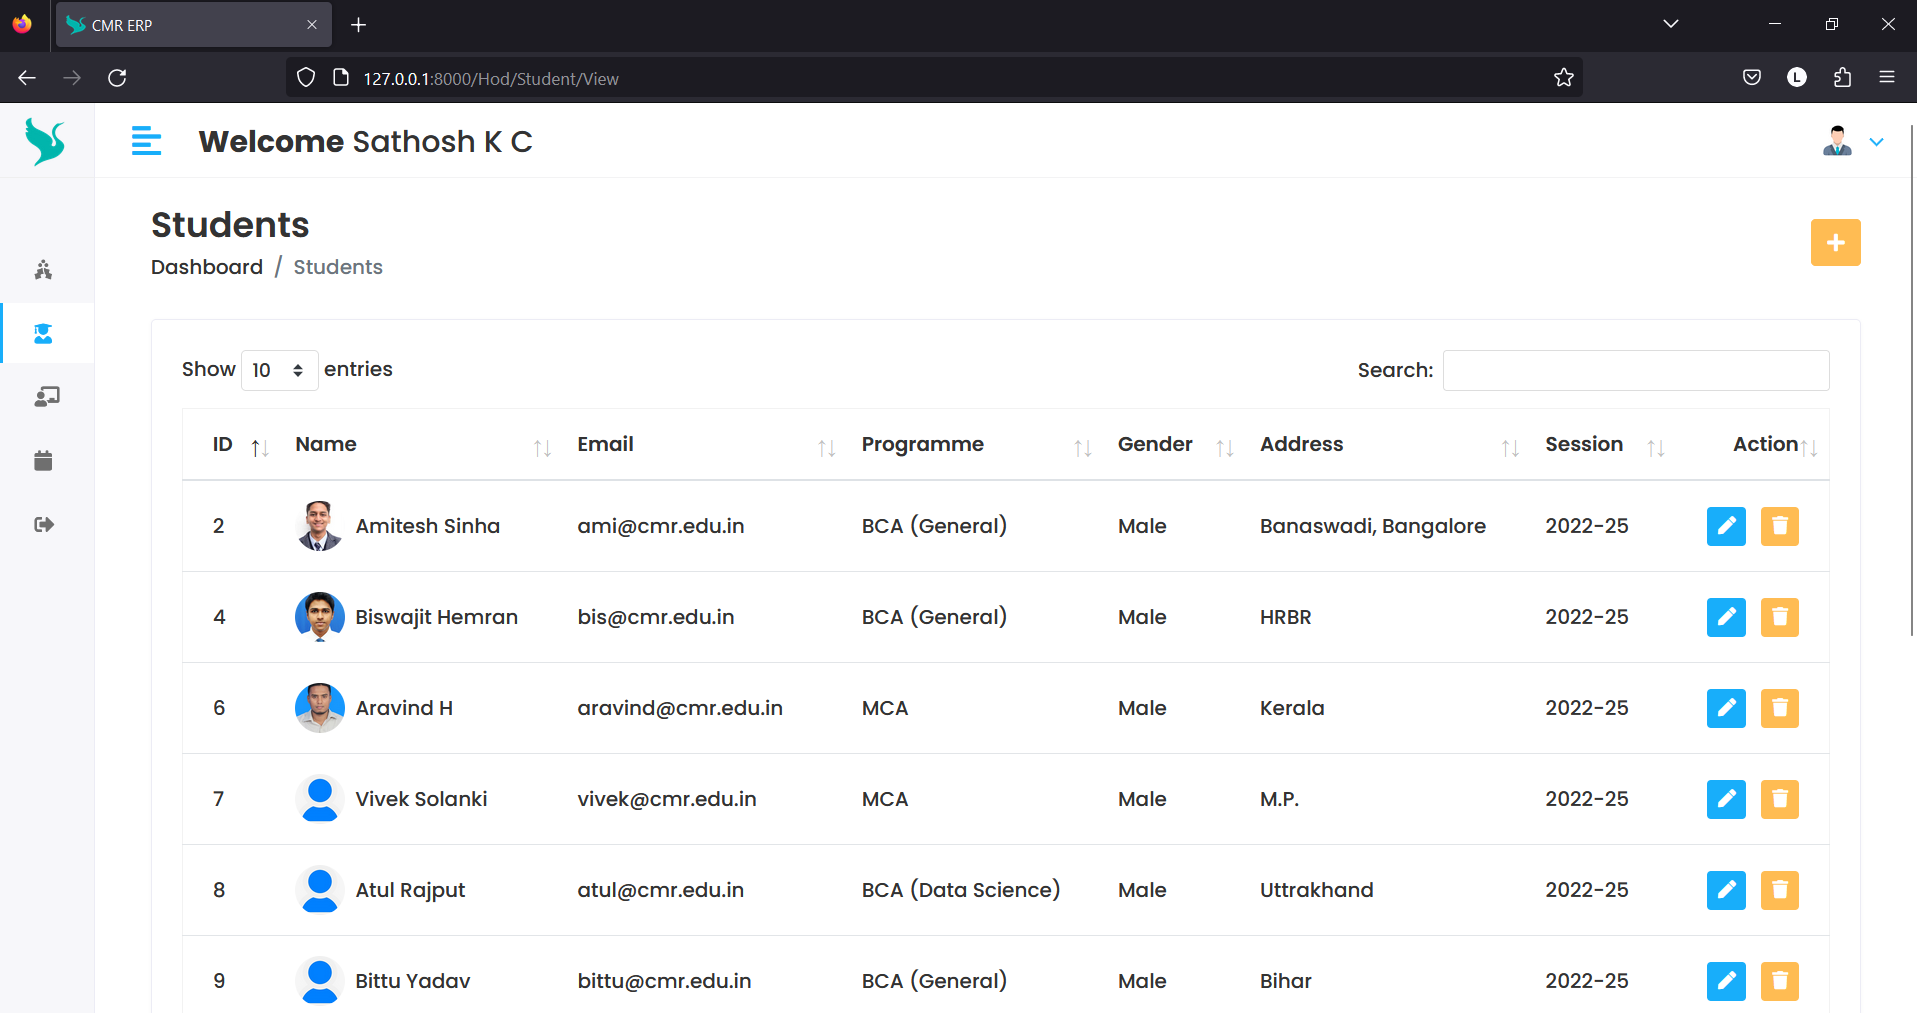 CMR ERP
127.0.0.1:8000/Hod/Student/View
L
Welcome Sathosh K C
Students
Dashboard / Students
Show 10 entries Search:
ID Name Email Programme Gender Address Session Action
2 Amitesh Sinha ami@cmr.edu.in BCA (General) Male Banaswadi, Bangalore 2022-25
4 Biswajit Hemran bis@cmr.edu.in BCA (General) Male HRBR 2022-25
6 Aravind H aravind@cmr.edu.in MCA Male Kerala 2022-25
7 Vivek Solanki vivek@cmr.edu.in MCA Male M.P. 2022-25
8 Atul Rajput atul@cmr.edu.in BCA (Data Science) Male Uttrakhand 2022-25
9 Bittu Yadav bittu@cmr.edu.in BCA (General) Male Bihar 2022-25